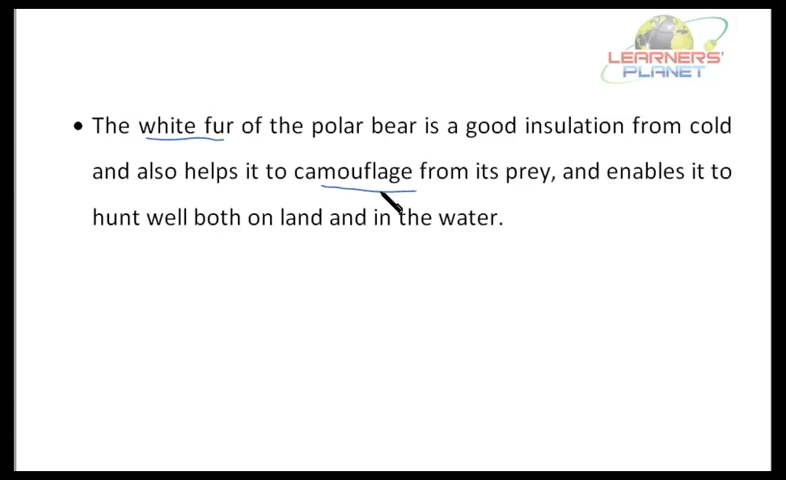 LEARNERS'
PLANET
• The white fur of the polar bear is a good insulation from cold
and also helps it to camouflage from its prey, and enables it to
hunt well both on land and in the water.